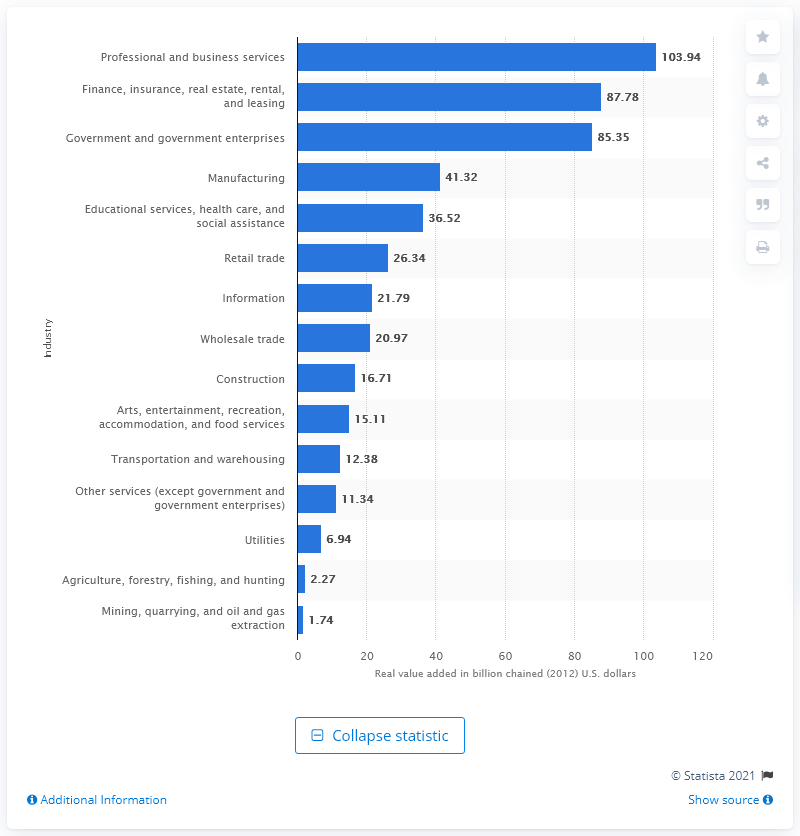 Professional and business services
103.94
Finance, insurance, real estate, rental,
and leasing
87.78
Government and government enterprises
85.35
Manufacturing
41.32
Educational services, health care, and
social assistance
36.52
Retail trade
26.34
Information
21.79
Industry
Wholesale trade
20.97
Construction
16.71
Arts, entertainment, recreation,
accommodation, and food services
15.11
Transportation and warehousing
12.38
Other services (except government and
government enterprises)
11.34
Utilities
6.94
Agriculture, forestry, fishing, and hunting
2.27
Mining, quarrying, and oil and gas
extraction
1.74
0 20 40 60 80 100 120
Real value added in billion chained (2012) U.S. dollars
Collapse statistic
© Statista 2021
Additional Information
Show source